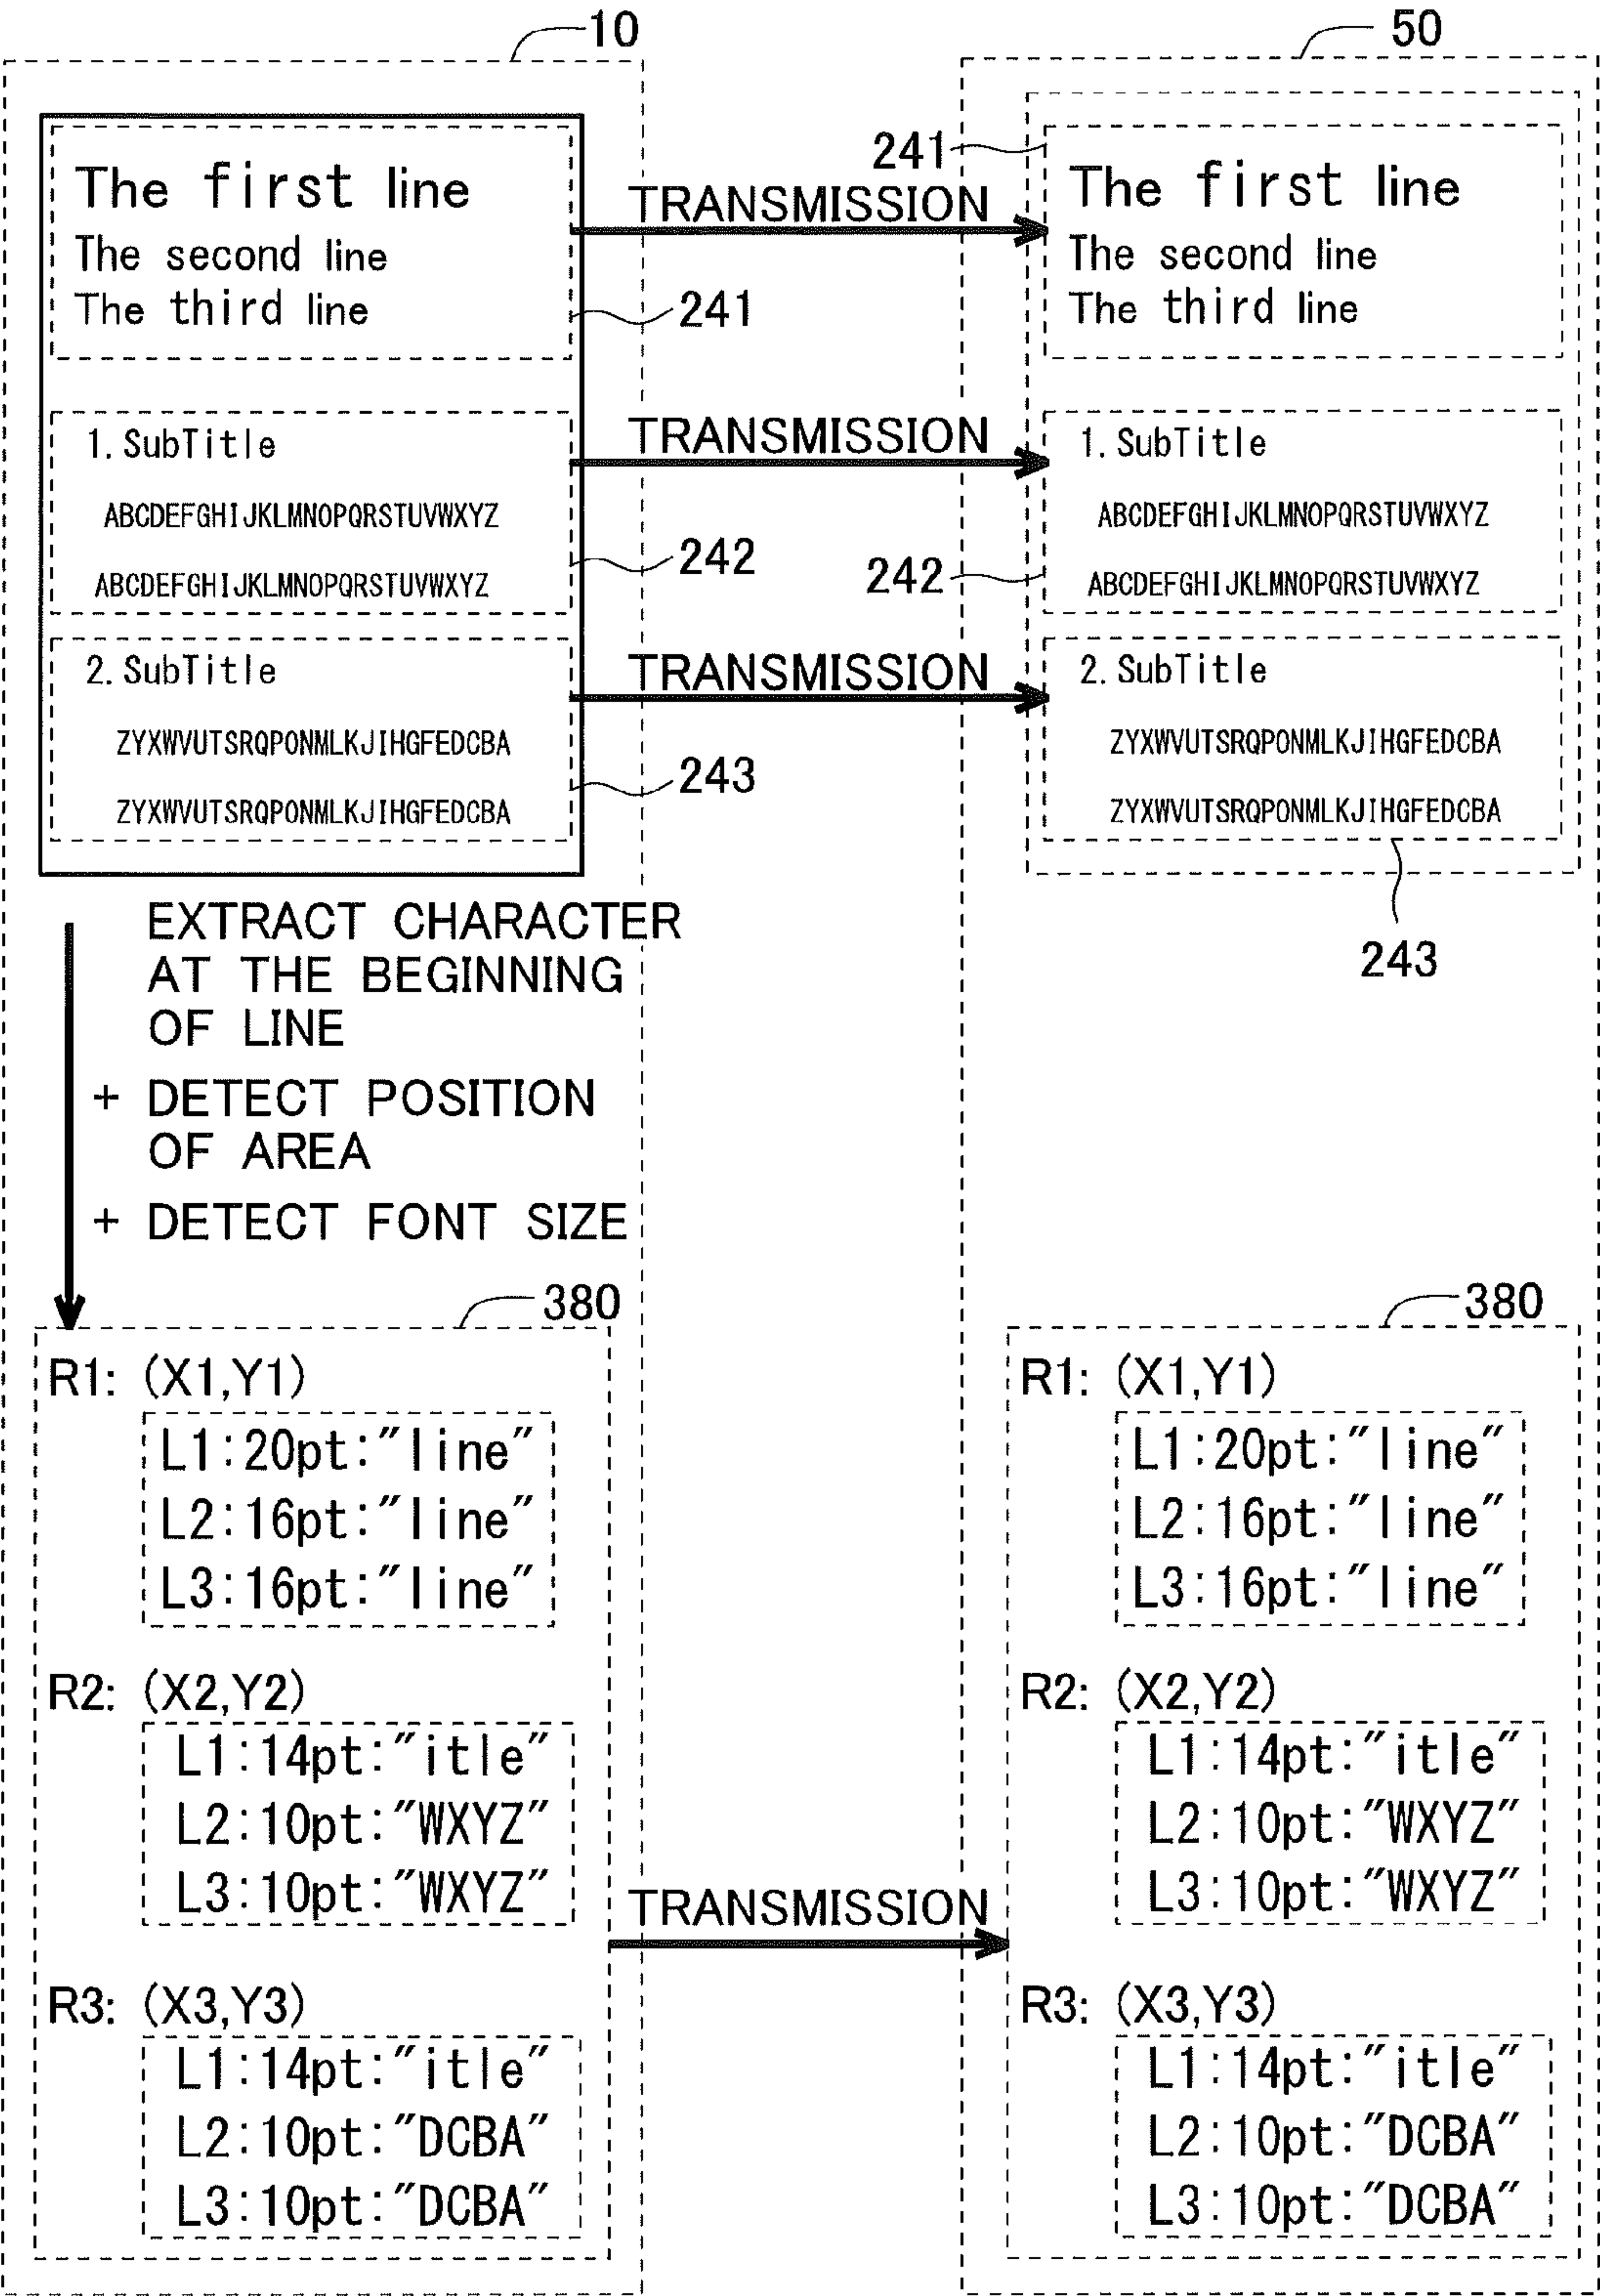 10
50
The first line
The second line
The third line
241
TRANSMISSION
241
The first line
The second line
The third line
1. SubTitle
ABCDEFGHIJKLMNOPQRSTUVWXYZ
ABCDEFGHIJKLMNOPQRSTUVWXYZ
242
TRANSMISSION
242
1. SubTitle
ABCDEFGHIJKLMNOPQRSTUVWXYZ
ABCDEFGHIJKLMNOPQRSTUVWXYZ
2. SubTitle
ZYXWVUTSRQPONMLKJIHGFEDCBA
ZYXWVUTSRQPONMLKJIHGFEDCBA
243
TRANSMISSION
2. SubTitle
ZYXWVUTSRQPONMLKJIHGFEDCBA
ZYXWVUTSRQPONMLKJIHGFEDCBA
243
EXTRACT CHARACTER
AT THE BEGINNING
OF LINE
+ DETECT POSITION
OF AREA
+ DETECT FONT SIZE
380
R1: (X1,Y1)
L1:20pt:"line"
L2:16pt:"line"
L3:16pt:"line"
R2: (X2,Y2)
L1:14pt:"itle"
L2:10pt:"WXYZ"
L3:10pt:"WXYZ"
R3: (X3,Y3)
L1:14pt:"itle"
L2:10pt:"DCBA"
L3:10pt:"DCBA"
TRANSMISSION
380
R1: (X1,Y1)
L1:20pt:"line"
L2:16pt:"line"
L3:16pt:"line"
R2: (X2,Y2)
L1:14pt:"itle"
L2:10pt:"WXYZ"
L3:10pt:"WXYZ"
R3: (X3,Y3)
L1:14pt:"itle"
L2:10pt:"DCBA"
L3:10pt:"DCBA"